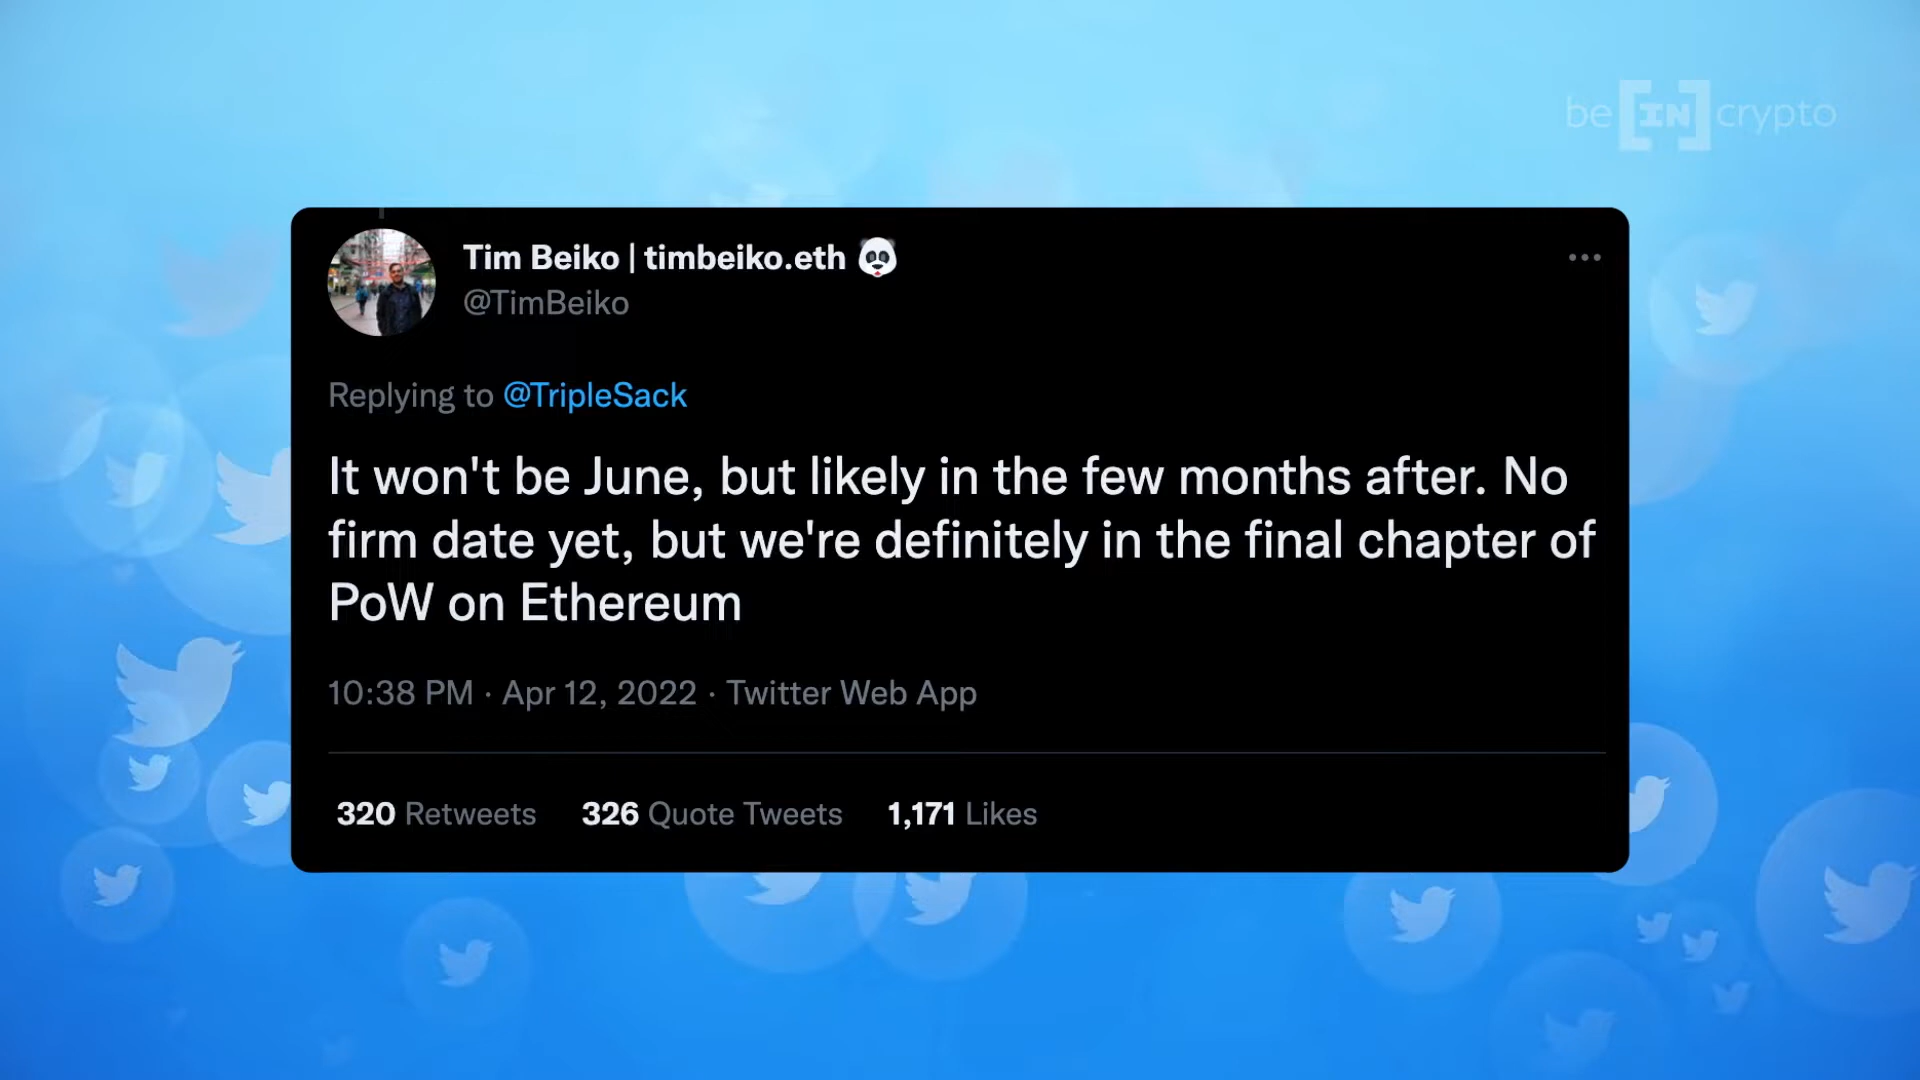 be [IN] crypto
Tim Beiko | timbeiko.eth 🐼
@TimBeiko
Replying to @TripleSack
It won't be June, but likely in the few months after. No
firm date yet, but we're definitely in the final chapter of
PoW on Ethereum
10:38 PM · Apr 12, 2022 · Twitter Web App
320 Retweets 326 Quote Tweets 1,171 Likes